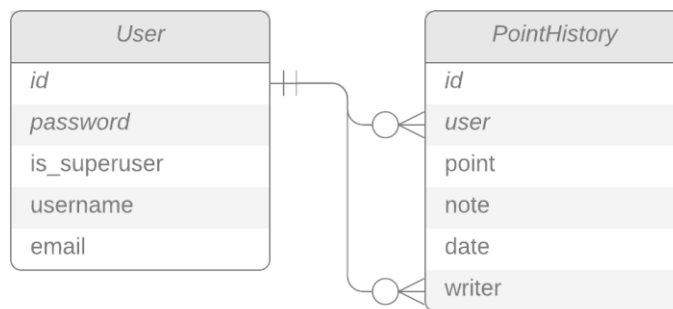 User
id
password
is_superuser
username
email
PointHistory
id
user
point
note
date
writer